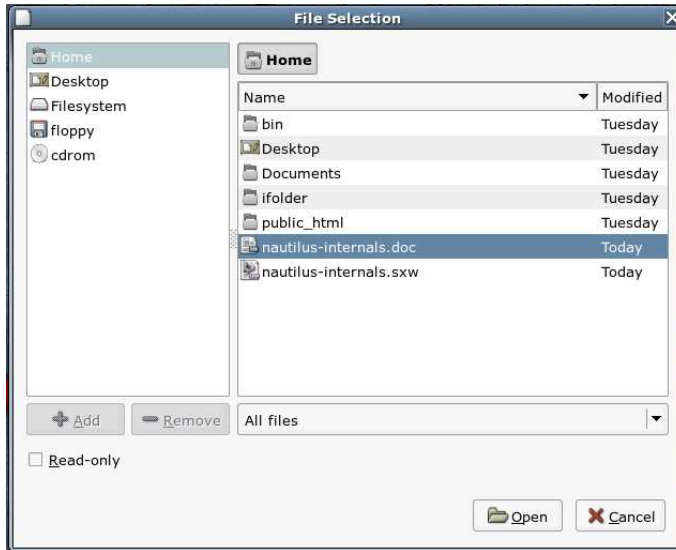 File Selection
Home
Desktop
Filesystem
floppy
cdrom
Add
Remove
Home
Name
Modified
bin
Tuesday
Desktop
Tuesday
Documents
Tuesday
ifolder
Tuesday
public_html
Tuesday
nautilus-internals.doc
Today
nautilus-internals.sxw
Today
All files
Read-only
Open
Cancel